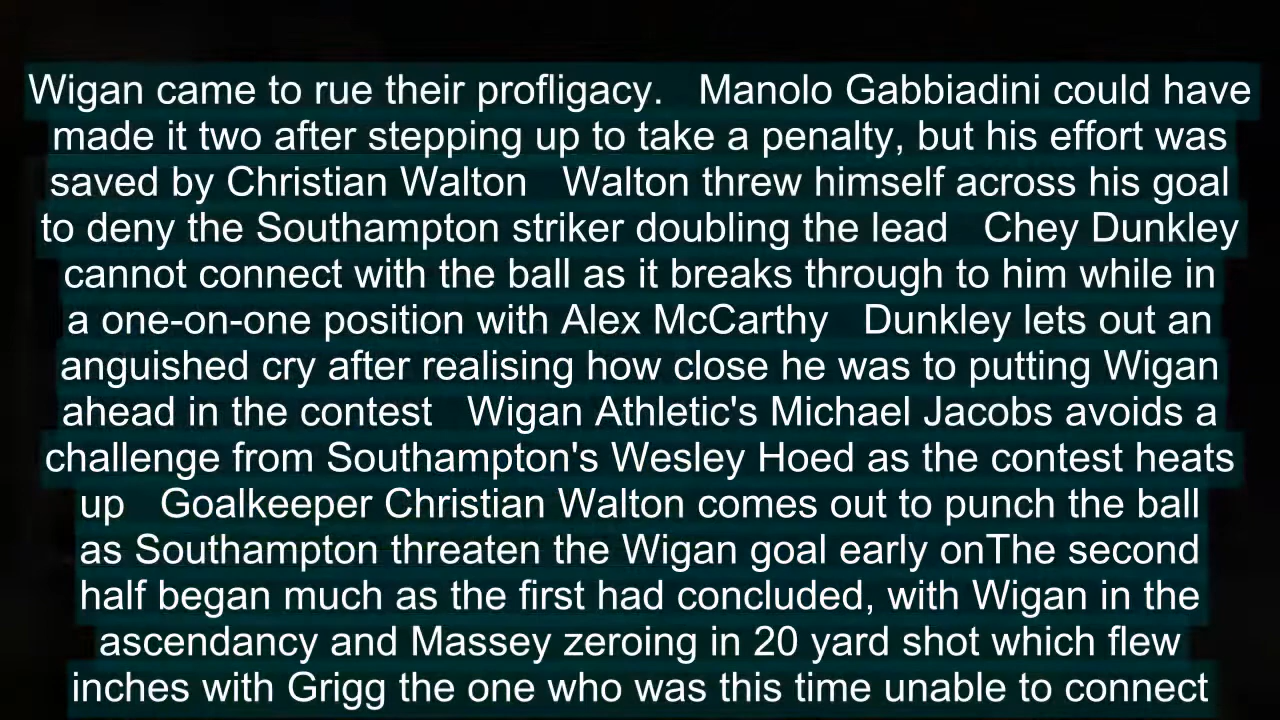 Wigan came to rue their profligacy.   Manolo Gabbiadini could have
made it two after stepping up to take a penalty, but his effort was
saved by Christian Walton   Walton threw himself across his goal
to deny the Southampton striker doubling the lead   Chey Dunkley
cannot connect with the ball as it breaks through to him while in
a one-on-one position with Alex McCarthy   Dunkley lets out an
anguished cry after realising how close he was to putting Wigan
ahead in the contest   Wigan Athletic's Michael Jacobs avoids a
challenge from Southampton's Wesley Hoed as the contest heats
up   Goalkeeper Christian Walton comes out to punch the ball
as Southampton threaten the Wigan goal early onThe second
half began much as the first had concluded, with Wigan in the
ascendancy and Massey zeroing in 20 yard shot which flew
inches with Grigg the one who was this time unable to connect